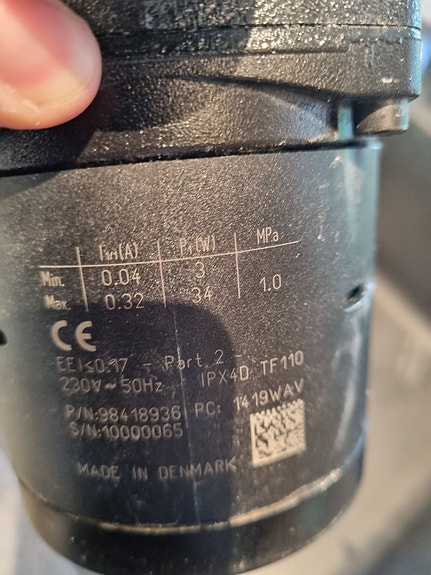 I1/1(A) P1(W) MPa
Min. 0.04 3 1.0
Max. 0.32 34
CE
EEI≤0.17 - Part. 2 -
230V~50Hz IPX4D TF110
P/N:98418936 PC: 1419WAV
S/N:10000065
MADE IN DENMARK